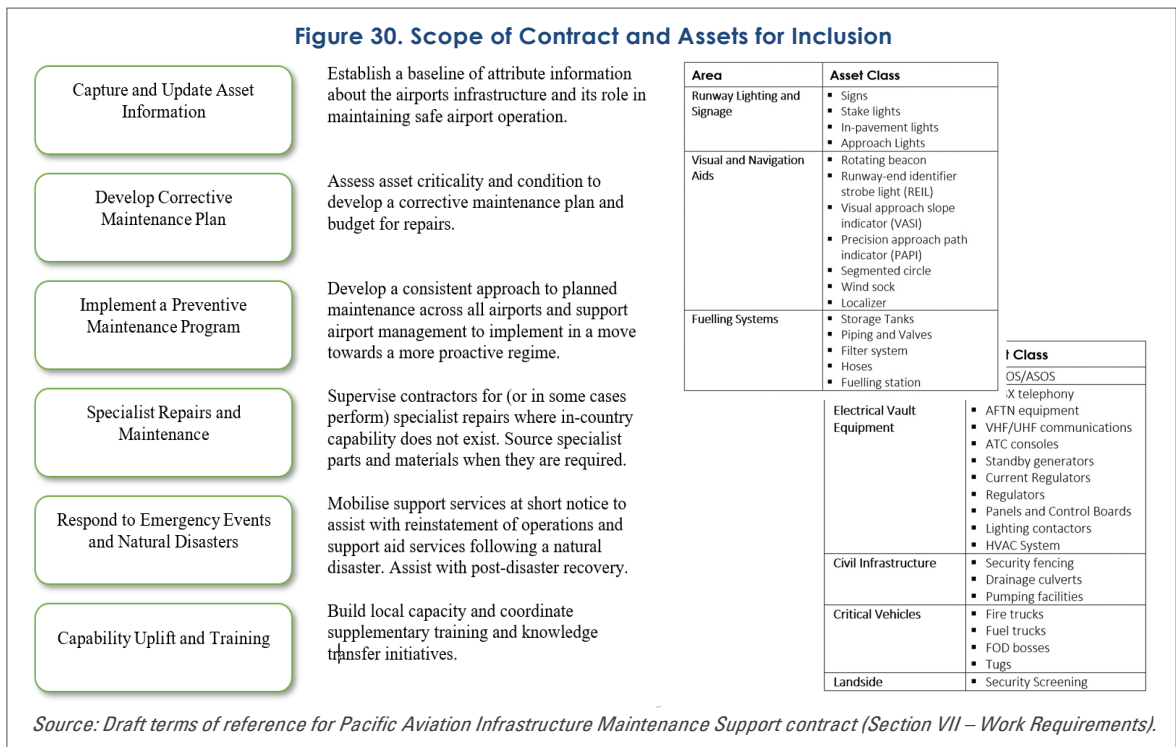 Figure 30. Scope of Contract and Assets for Inclusion
Capture and Update Asset
Information
Establish a baseline of attribute information
about the airports infrastructure and its role in
maintaining safe airport operation.
Develop Corrective
Maintenance Plan
Assess asset criticality and condition to
develop a corrective maintenance plan and
budget for repairs.
Implement a Preventive
Maintenance Program
Develop a consistent approach to planned
maintenance across all airports and support
airport management to implement in a move
towards a more proactive regime.
Specialist Repairs and
Maintenance
Supervise contractors for (or in some cases
perform) specialist repairs where in-country
capability does not exist. Source specialist
parts and materials when they are required.
Respond to Emergency Events
and Natural Disasters
Mobilise support services at short notice to
assist with reinstatement of operations and
support aid services following a natural
disaster. Assist with post-disaster recovery.
Capability Uplift and Training
Build local capacity and coordinate
supplementary training and knowledge
transfer initiatives.
Area Asset Class
Runway Lighting and
Signage
▪ Signs
▪ Stake lights
▪ In-pavement lights
▪ Approach Lights
Visual and Navigation
Aids
▪ Rotating beacon
▪ Runway-end identifier
strobe light (REIL)
▪ Visual approach slope
indicator (VASI)
▪ Precision approach path
indicator (PAPI)
▪ Segmented circle
▪ Wind sock
▪ Localizer
Fuelling Systems
▪ Storage Tanks
▪ Piping and Valves
▪ Filter system
▪ Hoses
▪ Fuelling station
t Class
OS/ASOS
X telephony
Electrical Vault
Equipment
▪ AFTN equipment
▪ VHF/UHF communications
▪ ATC consoles
▪ Standby generators
▪ Current Regulators
▪ Regulators
▪ Panels and Control Boards
▪ Lighting contactors
▪ HVAC System
Civil Infrastructure
▪ Security fencing
▪ Drainage culverts
▪ Pumping facilities
Critical Vehicles
▪ Fire trucks
▪ Fuel trucks
▪ FOD bosses
▪ Tugs
Landside
▪ Security Screening
Source: Draft terms of reference for Pacific Aviation Infrastructure Maintenance Support contract (Section VII – Work Requirements).